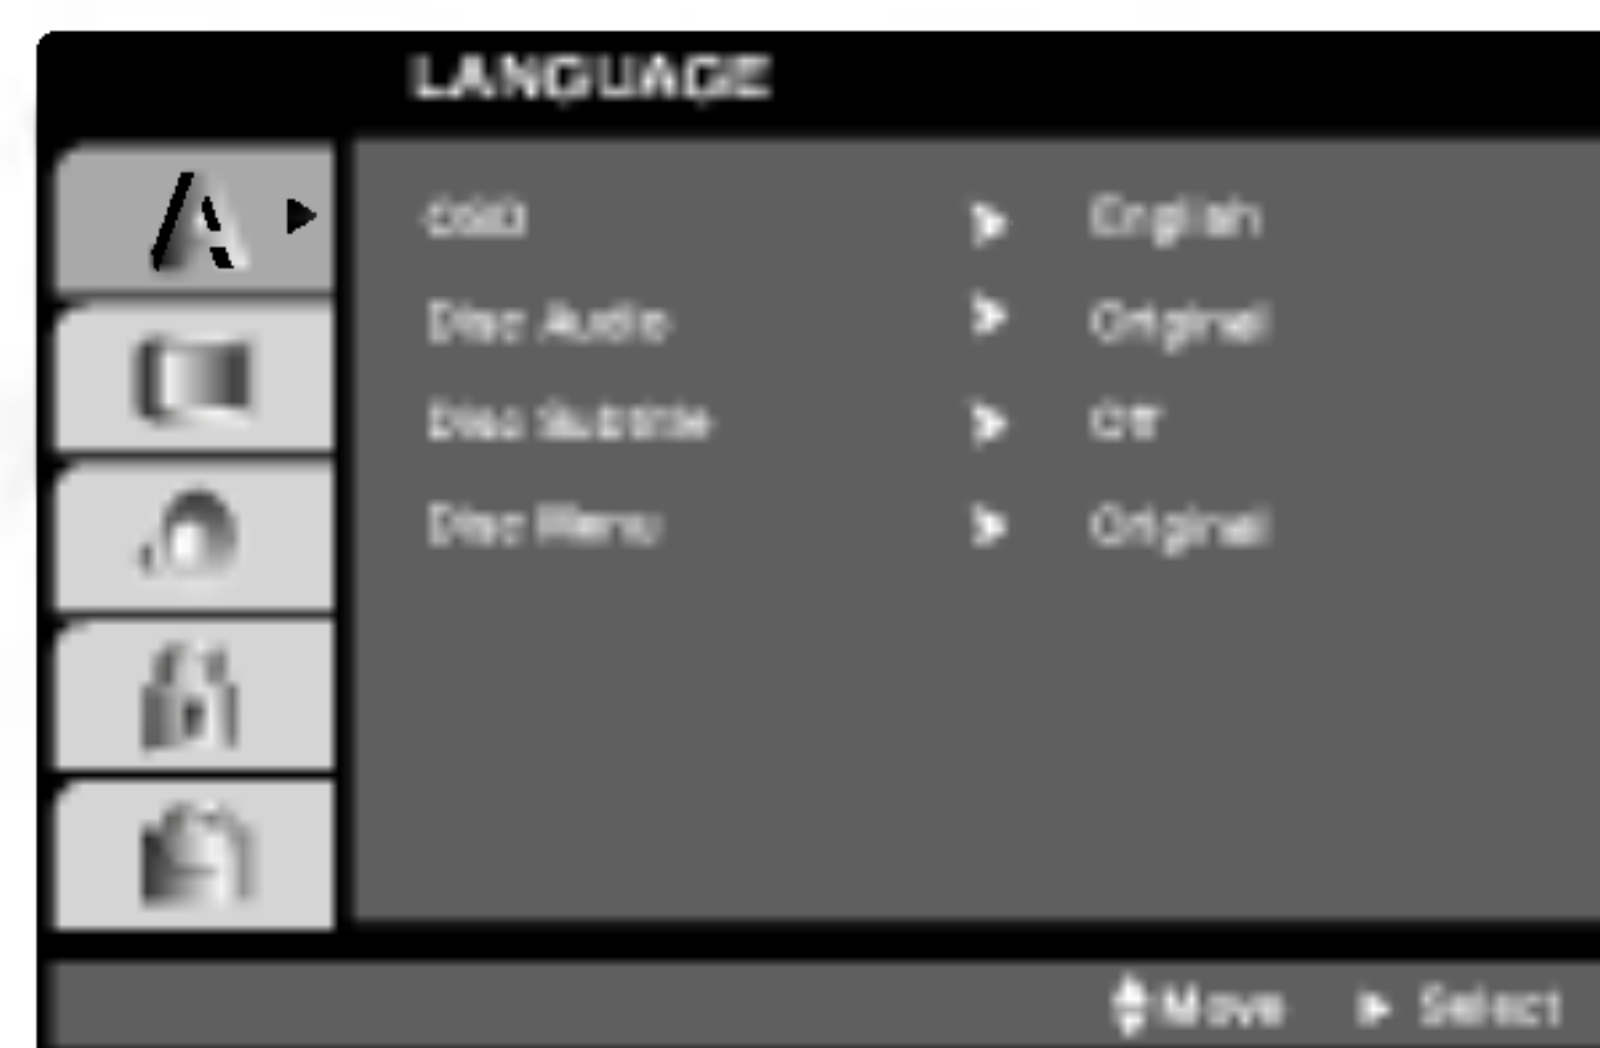 LANGUAGE
OSD English
Disc Audio Original
Disc Subtitle Off
Disc Menu Original
Move Select